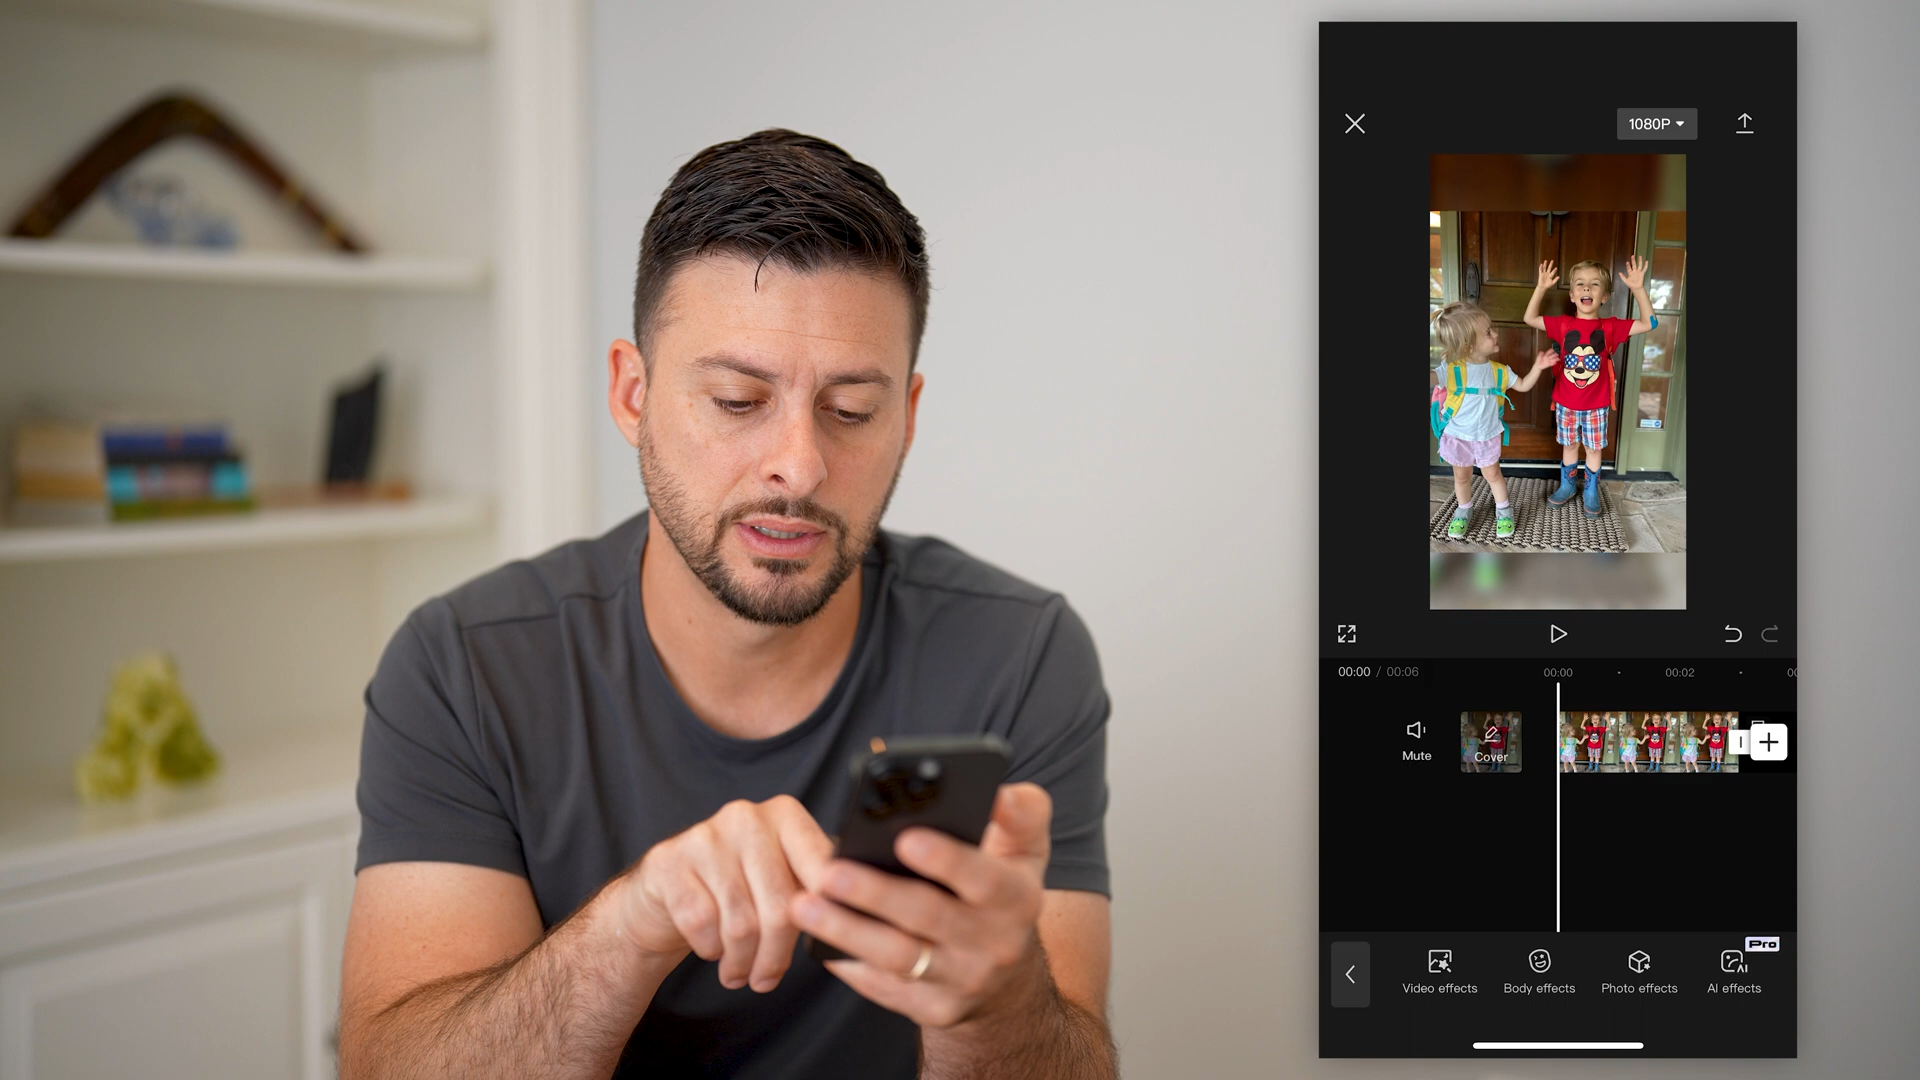 1080P
00:00 / 00:06
00:00
00:02
Mute
Cover
Pro
Video effects
Body effects
Photo effects
AI effects